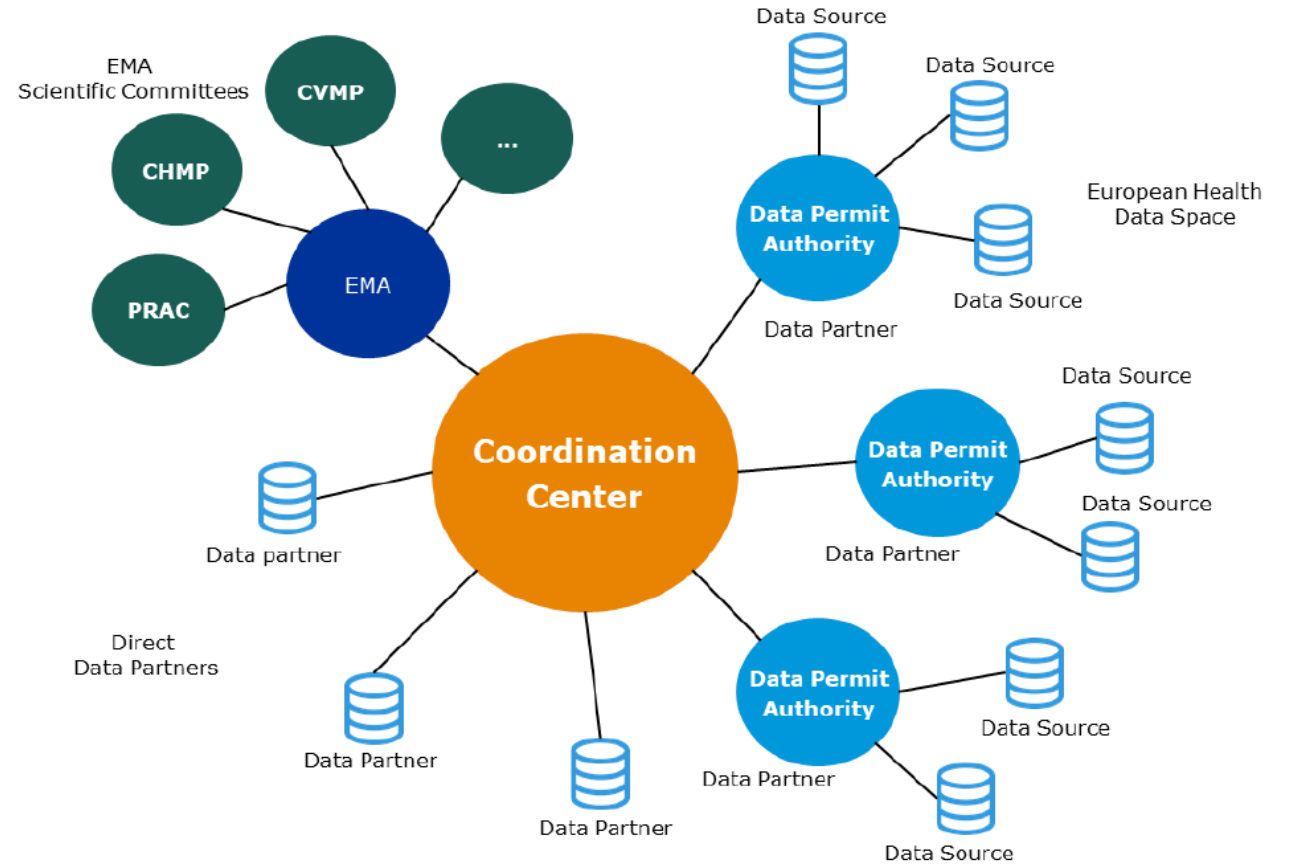 EMA
Scientific Committees
CVMP
...
CHMP
PRAC
EMA
Data Source
Data Source
Data Permit
Authority
European Health
Data Space
Data Source
Data Partner
Coordination
Center
Data Source
Data Permit
Authority
Data Source
Data Partner
Data partner
Direct
Data Partners
Data Partner
Data Partner
Data Permit
Authority
Data Source
Data Partner
Data Source